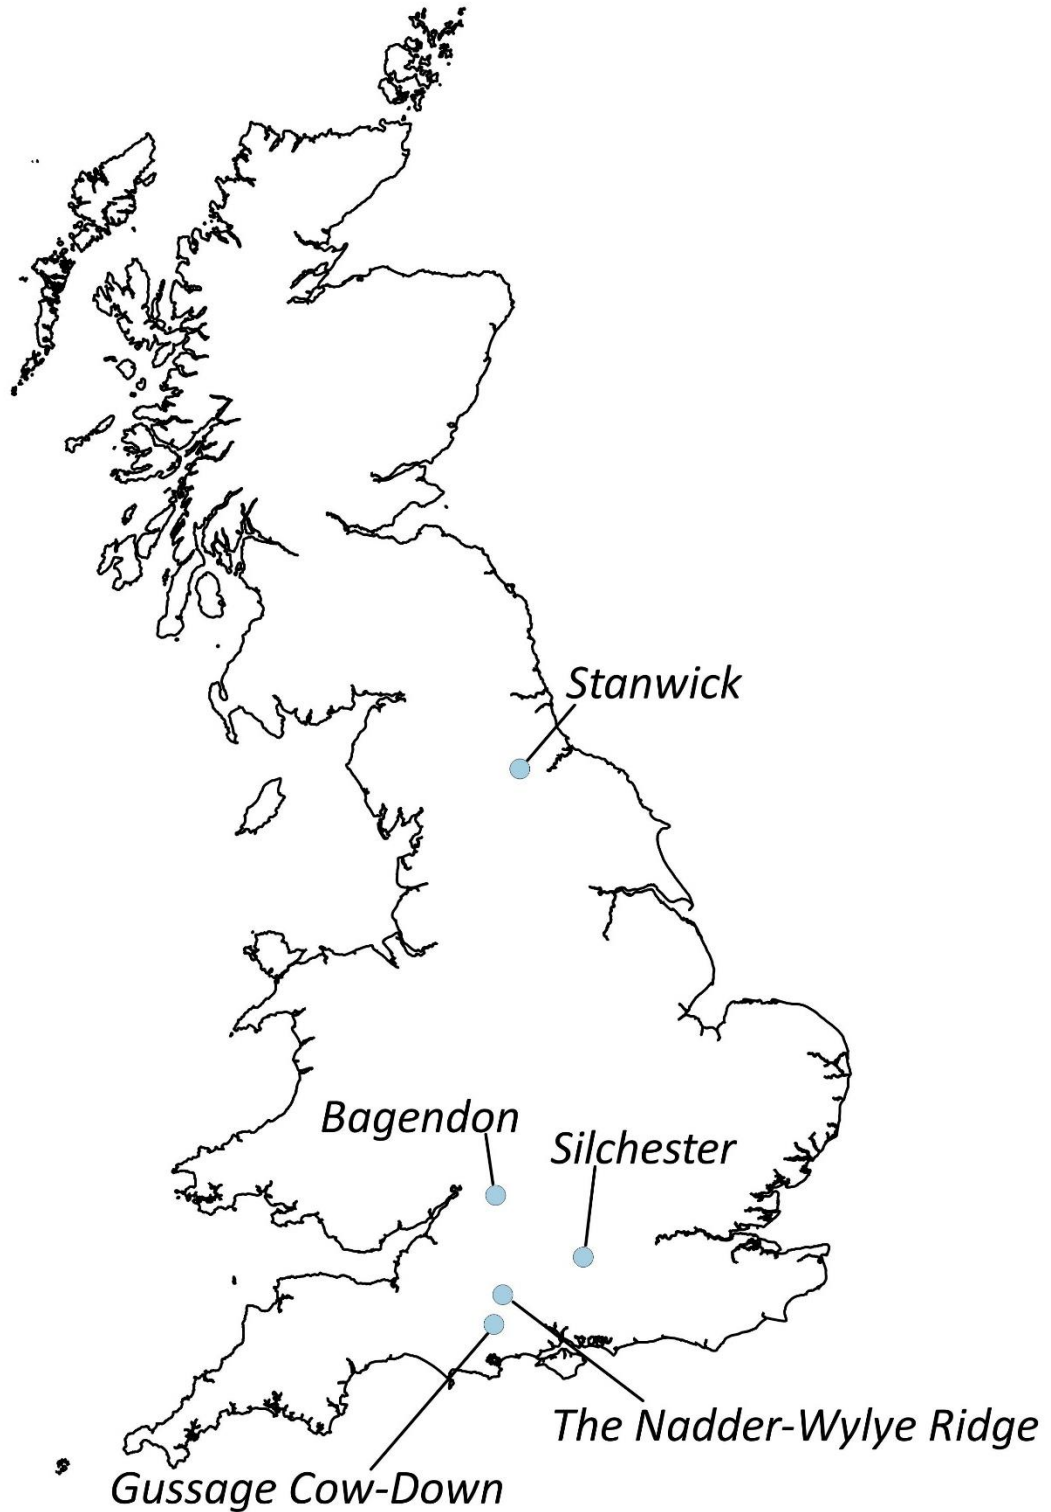 Stanwick
Bagendon
Silchester
The Nadder-Wylye Ridge
Gussage Cow-Down